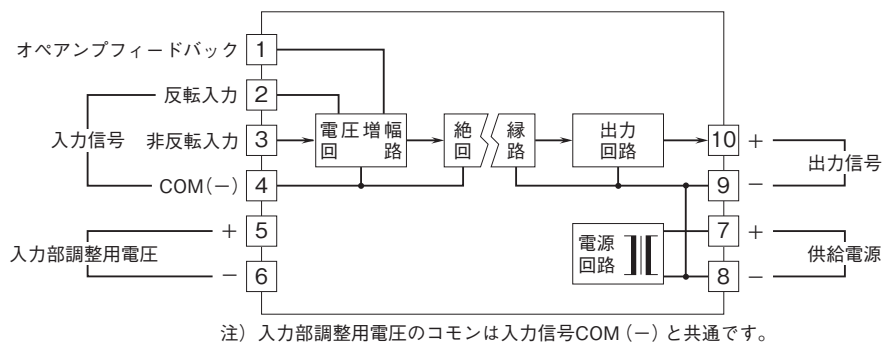 オペアンプフィードバック 1
反転入力 2
入力信号
非反転入力 3
COM(−) 4
+ 5
入力部調整用電圧
− 6
電圧増幅
回 路
絶 縁
回 路
出力
回路
電源
回路
10 +
出力信号
9 −
7 +
供給電源
8 −
注）入力部調整用電圧のコモンは入力信号COM（−）と共通です。